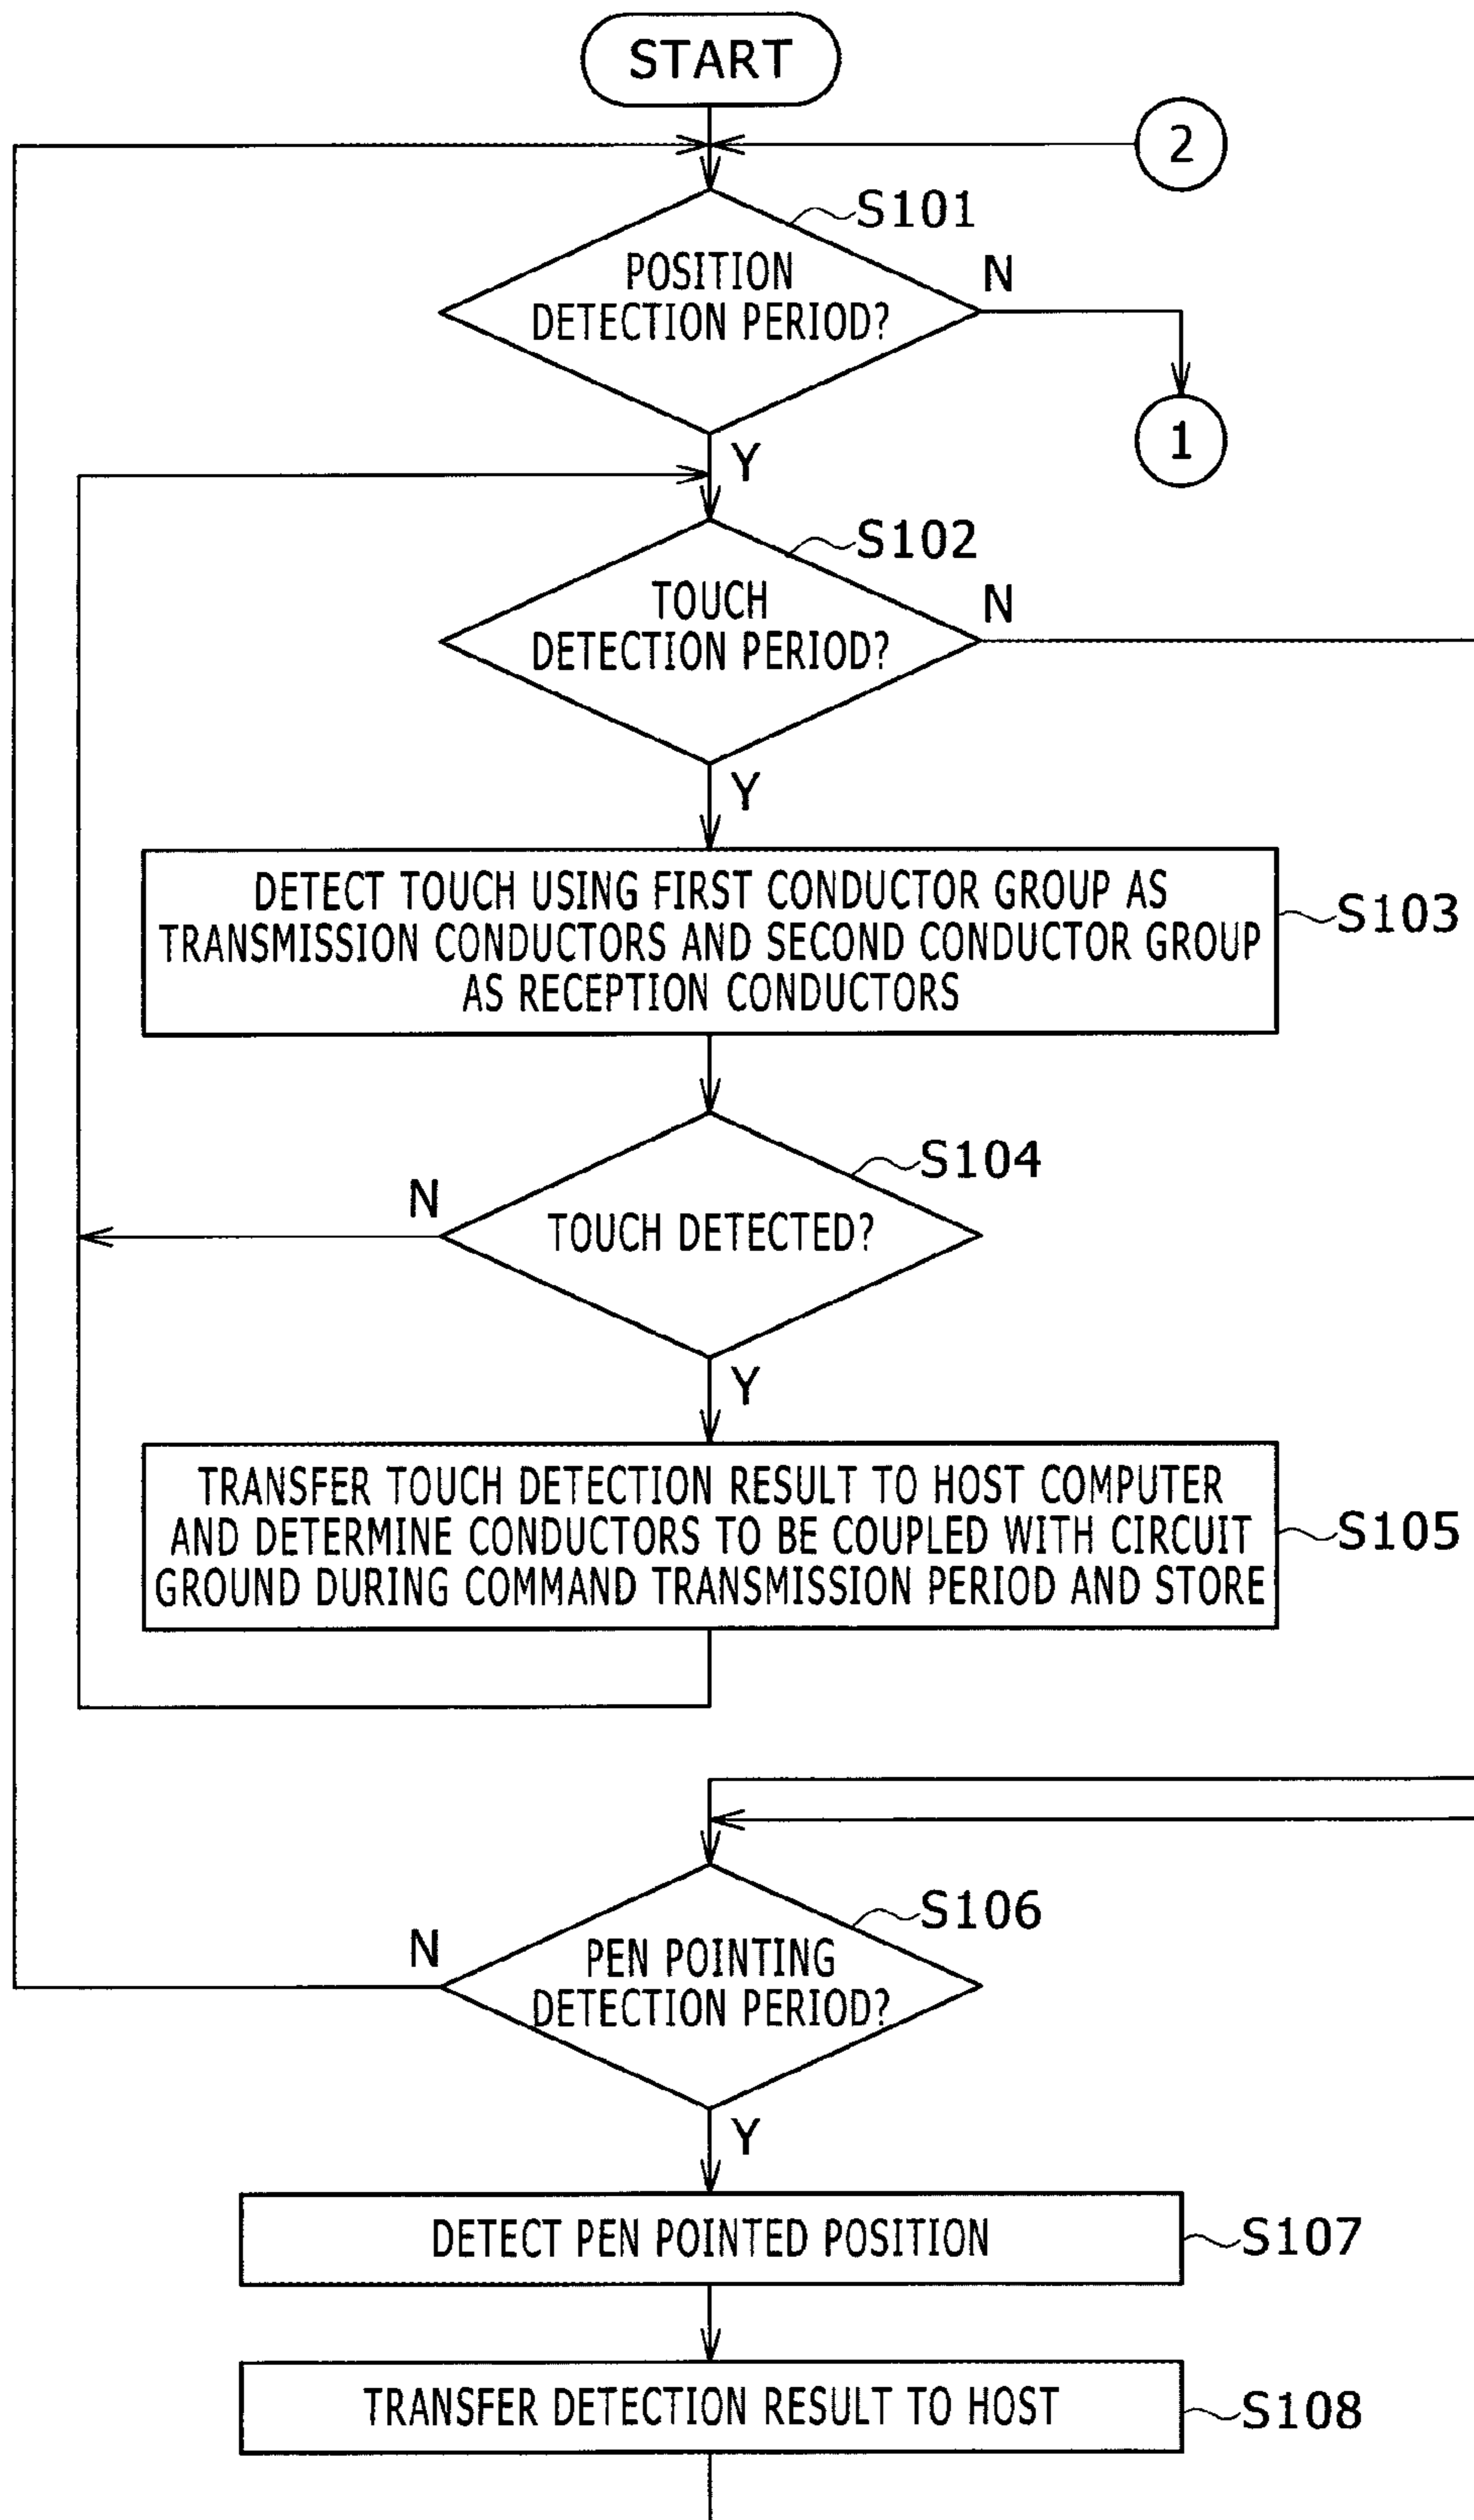 START
2
S101
POSITION
DETECTION PERIOD?
N
1
Y
S102
TOUCH
DETECTION PERIOD?
N
Y
DETECT TOUCH USING FIRST CONDUCTOR GROUP AS
TRANSMISSION CONDUCTORS AND SECOND CONDUCTOR GROUP
AS RECEPTION CONDUCTORS
S103
S104
N
TOUCH DETECTED?
Y
TRANSFER TOUCH DETECTION RESULT TO HOST COMPUTER
AND DETERMINE CONDUCTORS TO BE COUPLED WITH CIRCUIT
GROUND DURING COMMAND TRANSMISSION PERIOD AND STORE
S105
S106
N
PEN POINTING
DETECTION PERIOD?
Y
DETECT PEN POINTED POSITION
S107
TRANSFER DETECTION RESULT TO HOST
S108